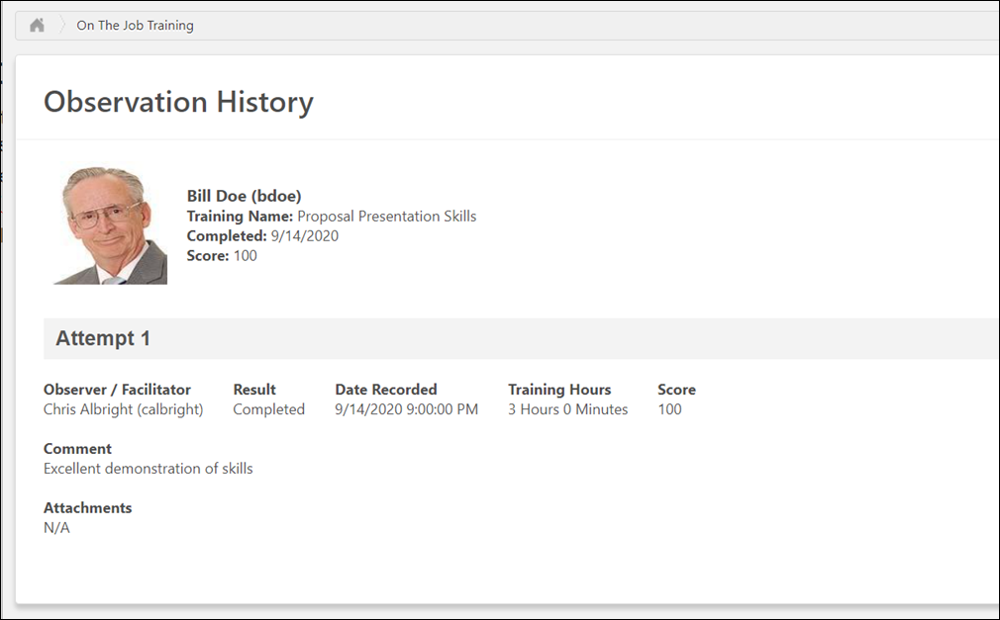 On The Job Training
Observation History
Bill Doe (bdoe)
Training Name: Proposal Presentation Skills
Completed: 9/14/2020
Score: 100
Attempt 1
Observer / Facilitator Result Date Recorded Training Hours Score
Chris Albright (calbright) Completed 9/14/2020 9:00:00 PM 3 Hours 0 Minutes 100
Comment
Excellent demonstration of skills
Attachments
N/A